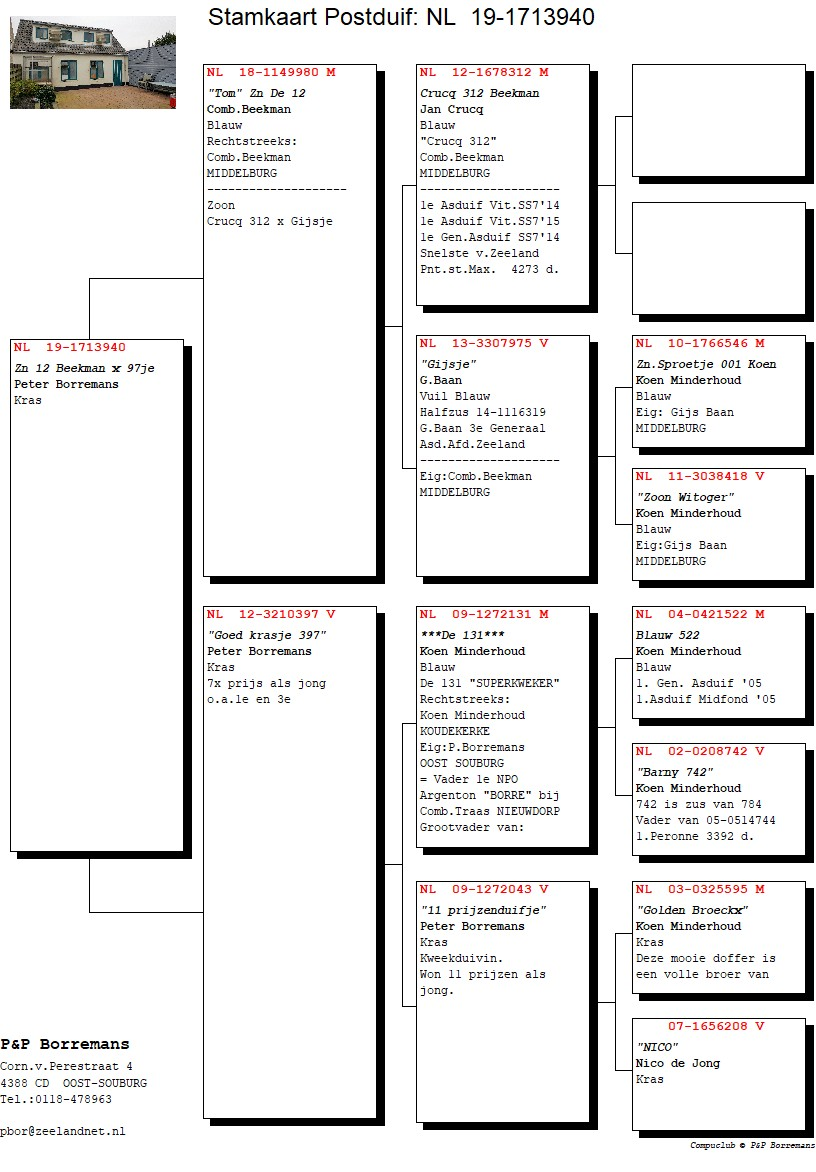 Stamkaart Postduif: NL 19-1713940
NL 19-1713940
Zn 12 Beekman x 97je
Peter Borremans
Kras
NL 18-1149980 M
"Tom" Zn De 12
Comb.Beekman
Blauw
Rechtstreeks:
Comb.Beekman
MIDDELBURG
--------------------
Zoon
Crucq 312 x Gijsje
NL 12-3210397 V
"Goed krasje 397"
Peter Borremans
Kras
7x prijs als jong
o.a.1e en 3e
NL 12-1678312 M
Crucq 312 Beekman
Jan Crucq
Blauw
"Crucq 312"
Comb.Beekman
MIDDELBURG
--------------------
1e Asduif Vit.SS7'14
1e Asduif Vit.SS7'15
1e Gen.Asduif SS7'14
Snelste v.Zeeland
Pnt.st.Max. 4273 d.
NL 13-3307975 V
"Gijsje"
G.Baan
Vuil Blauw
Halfzus 14-1116319
G.Baan 3e Generaal
Asd.Afd.Zeeland
--------------------
Eig:Comb.Beekman
MIDDELBURG
NL 09-1272131 M
***De 131***
Koen Minderhoud
Blauw
De 131 "SUPERKWEKER"
Rechtstreeks:
Koen Minderhoud
KOUDEKERKE
Eig:P.Borremans
OOST SOUBURG
= Vader 1e NPO
Argenton "BORRE" bij
Comb.Traas NIEUWDORP
Grootvader van:
NL 09-1272043 V
"11 prijzenduifje"
Peter Borremans
Kras
Kweekduivin.
Won 11 prijzen als
jong.
NL 10-1766546 M
Zn.Sproetje 001 Koen
Koen Minderhoud
Blauw
Eig: Gijs Baan
MIDDELBURG
NL 11-3038418 V
"Zoon Witoger"
Koen Minderhoud
Blauw
Eig:Gijs Baan
MIDDELBURG
NL 04-0421522 M
Blauw 522
Koen Minderhoud
Blauw
1. Gen. Asduif '05
1.Asduif Midfond '05
NL 02-0208742 V
"Barny 742"
Koen Minderhoud
742 is zus van 784
Vader van 05-0514744
1.Peronne 3392 d.
NL 03-0325595 M
"Golden Broeckx"
Koen Minderhoud
Kras
Deze mooie doffer is
een volle broer van
07-1656208 V
"NICO"
Nico de Jong
Kras
P&P Borremans
Corn.v.Perestraat 4
4388 CD OOST-SOUBURG
Tel.:0118-478963
pbor@zeelandnet.nl
Compuclub © P&P Borremans